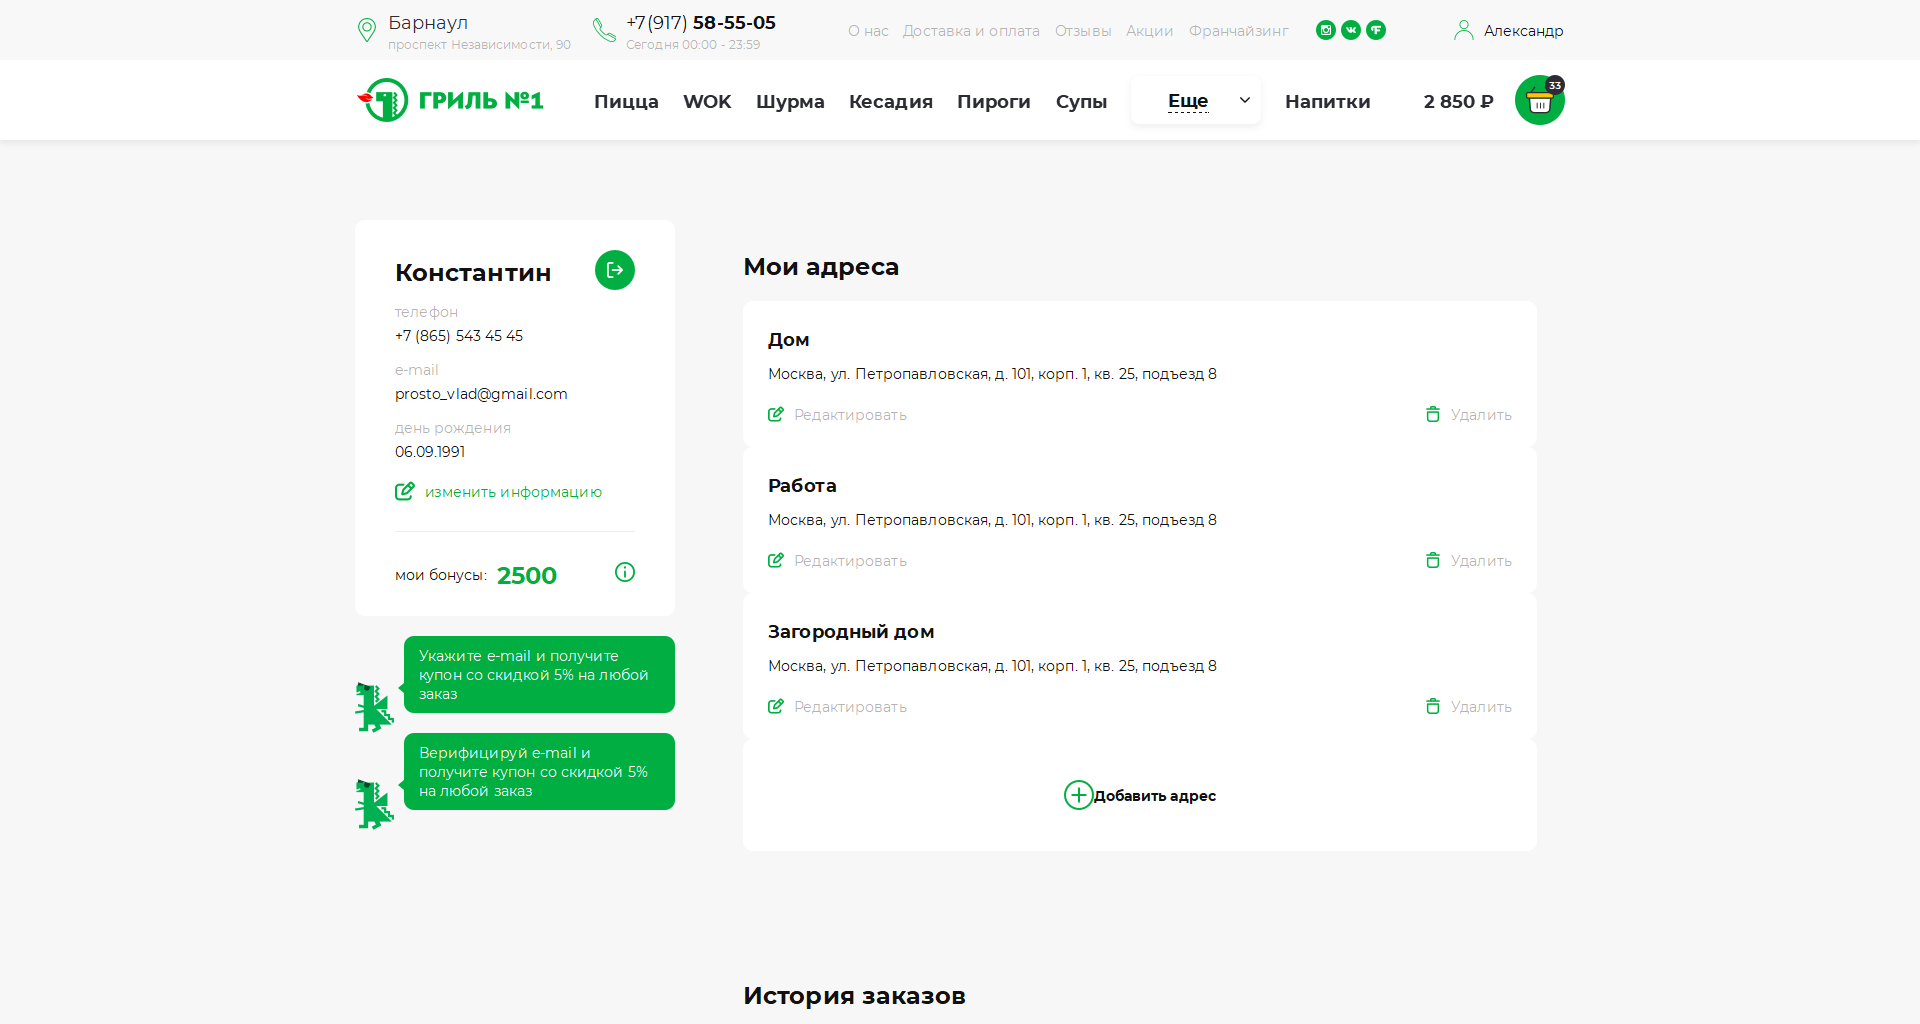 Барнаул
проспект Независимости, 90
+7(917) 58-55-05
Сегодня 00:00 - 23:59
О нас
Доставка и оплата
Отзывы
Акции
Франчайзинг
Александр
ГРИЛЬ №1
Пицца
WOK
Шурма
Кесадия
Пироги
Супы
Еще
Напитки
2 850 ₽
33
Константин
телефон
+7 (865) 543 45 45
e-mail
prosto_vlad@gmail.com
день рождения
06.09.1991
изменить информацию
мои бонусы: 2500
Укажите e-mail и получите
купон со скидкой 5% на любой
заказ
Верифицируй e-mail и
получите купон со скидкой 5%
на любой заказ
Мои адреса
Дом
Москва, ул. Петропавловская, д. 101, корп. 1, кв. 25, подъезд 8
Редактировать
Удалить
Работа
Москва, ул. Петропавловская, д. 101, корп. 1, кв. 25, подъезд 8
Редактировать
Удалить
Загородный дом
Москва, ул. Петропавловская, д. 101, корп. 1, кв. 25, подъезд 8
Редактировать
Удалить
Добавить адрес
История заказов